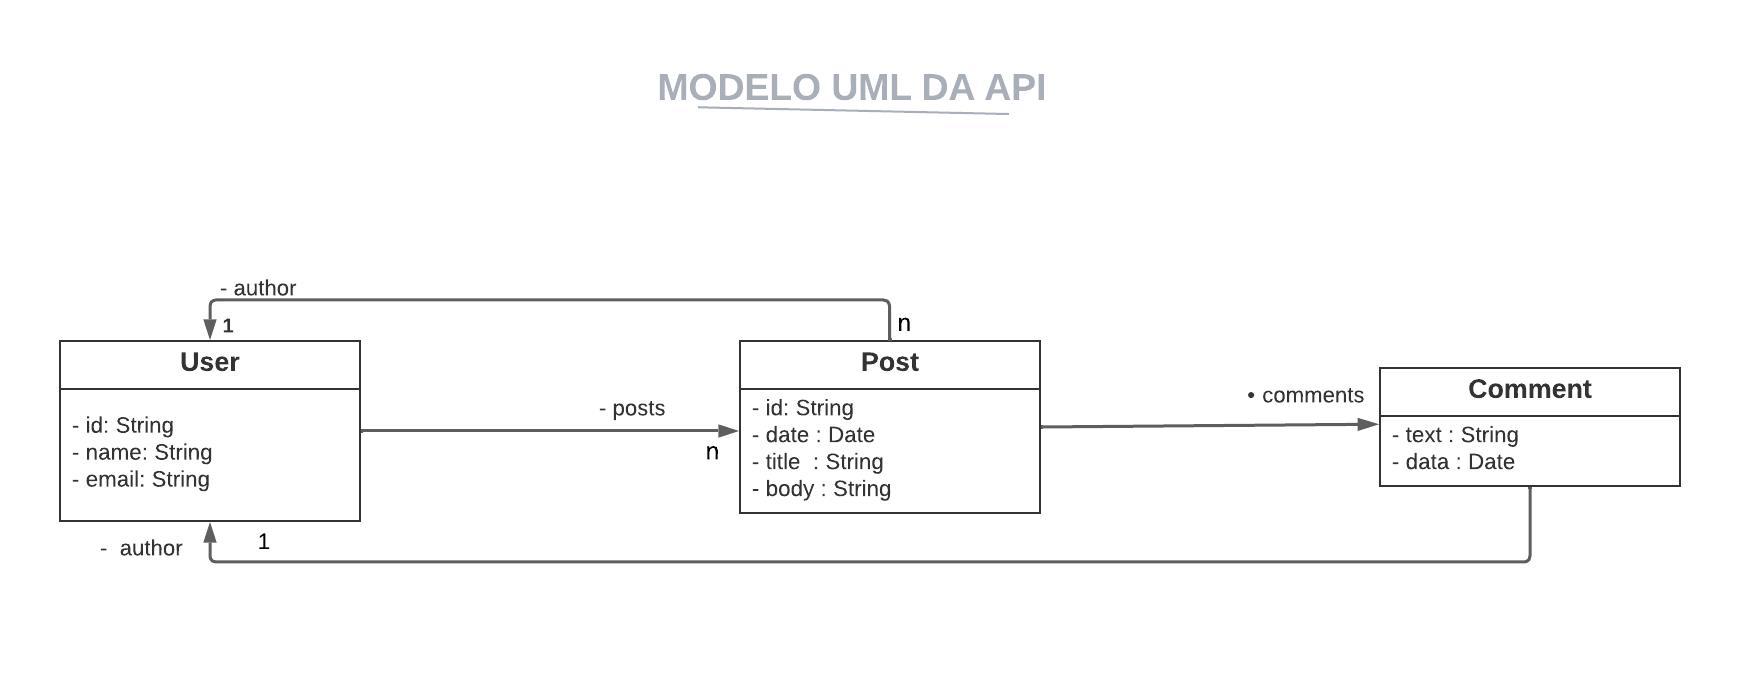 MODELO UML DA API
- author
1
n
User
- id: String
- name: String
- email: String
- posts
n
Post
- id: String
- date : Date
- title  : String
- body : String
• comments
Comment
- text : String
- data : Date
-  author
1